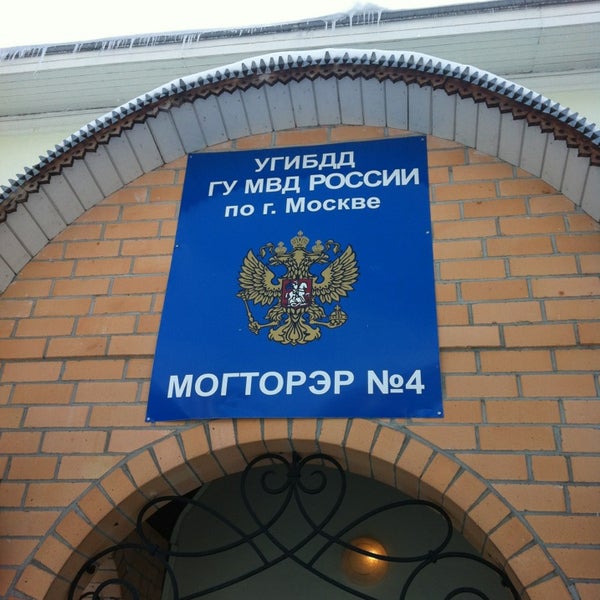 УГИБДД
ГУ МВД РОССИИ
по г. Москве
МОГТОРЭР №4